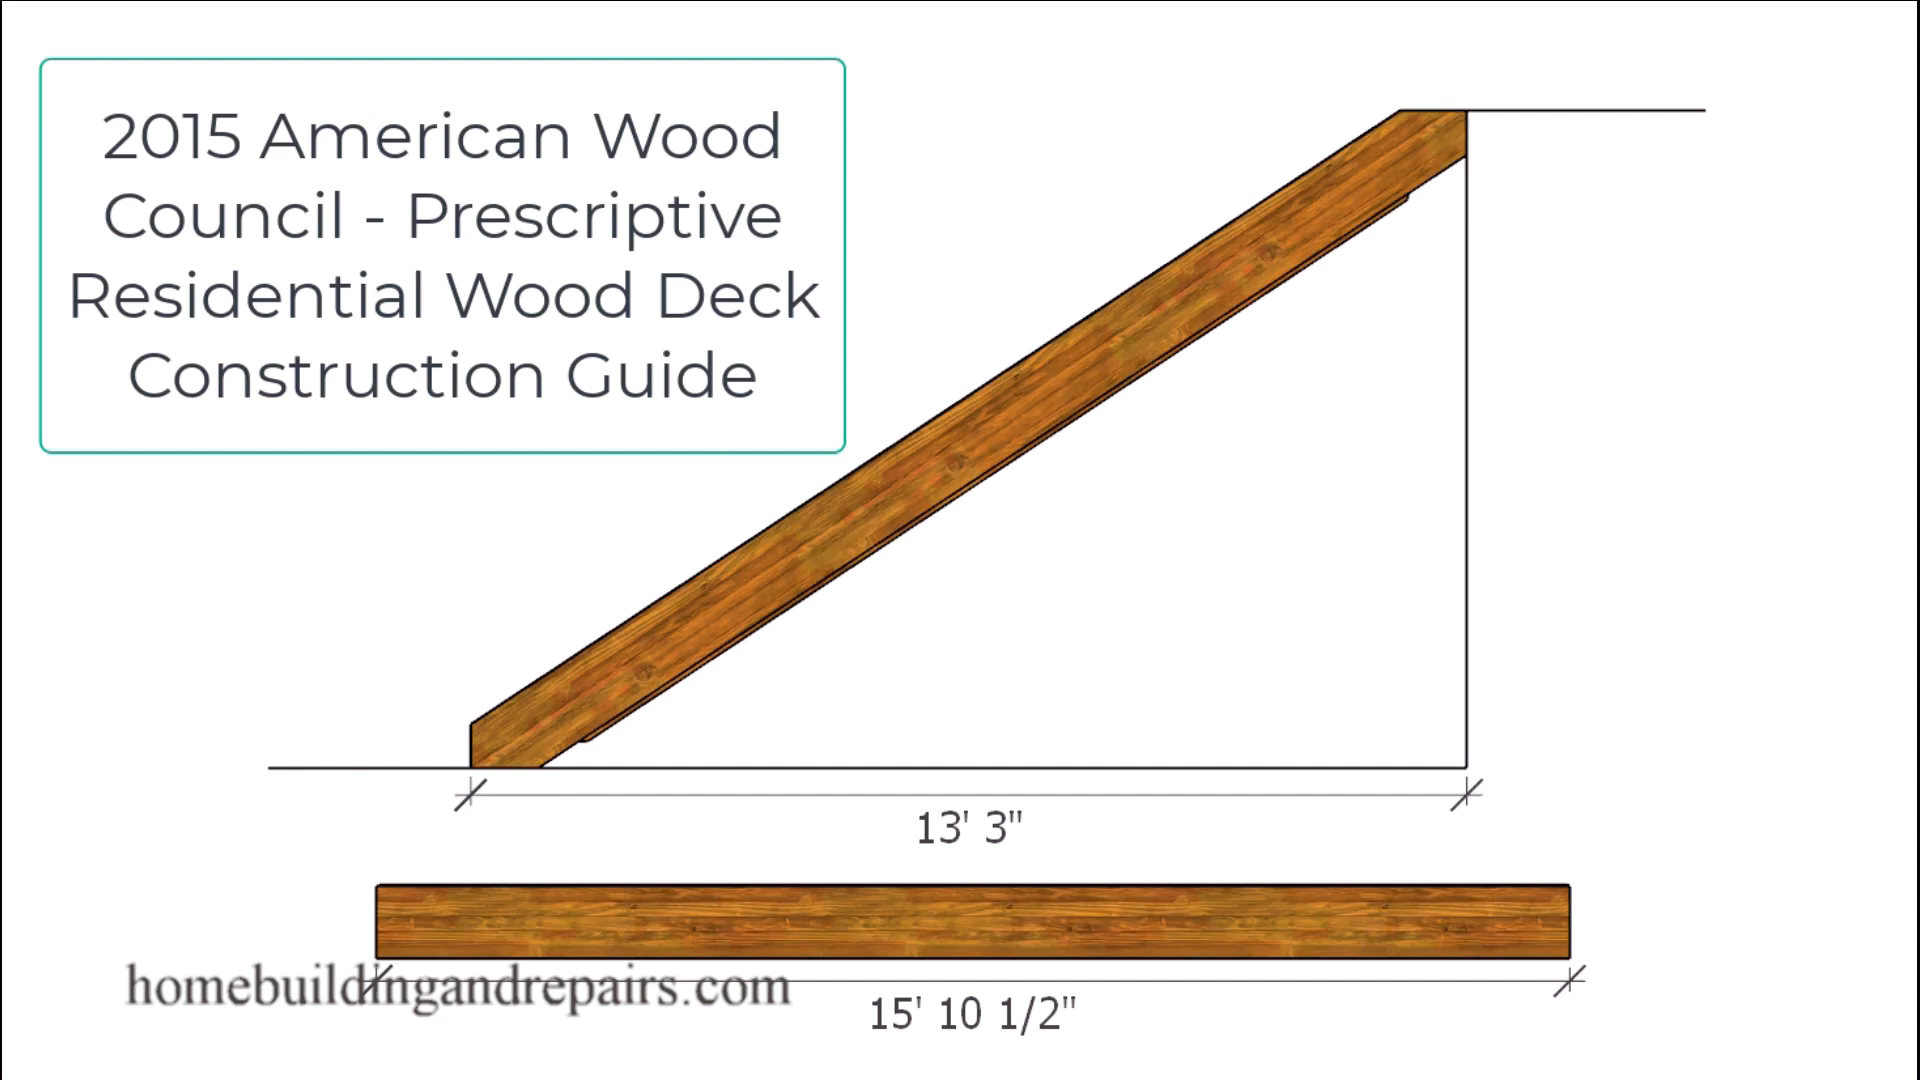 2015 American Wood
Council - Prescriptive
Residential Wood Deck
Construction Guide
13' 3"
homebuildingandrepairs.com
15' 10 1/2"